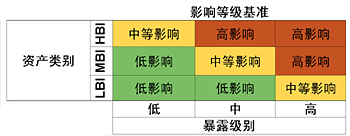 影响等级基准
资产类别
HBI
中等影响
高影响
高影响
MBI
低影响
中等影响
高影响
LBI
低影响
低影响
中等影响
低
中
高
暴露级别